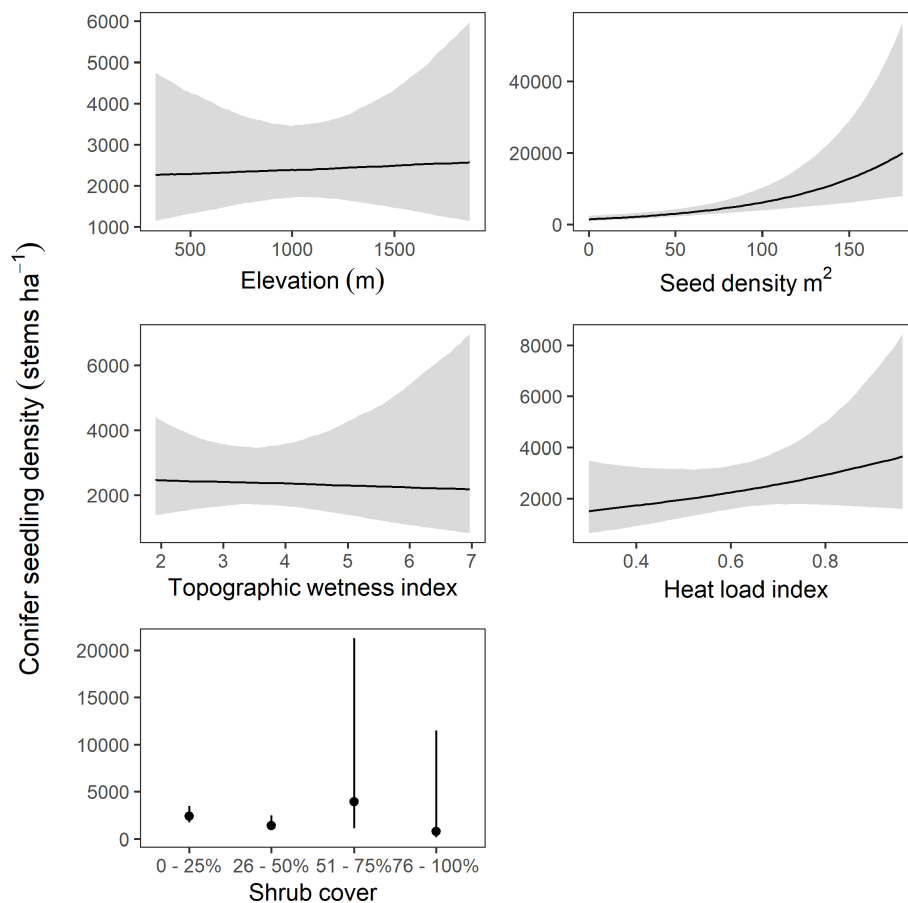 Conifer seedling density (stems ha⁻¹)
6000
5000
4000
3000
2000
1000
500 1000 1500
Elevation (m)
40000
20000
0
0 50 100 150
Seed density m²
6000
4000
2000
2 3 4 5 6 7
Topographic wetness index
8000
6000
4000
2000
0.4 0.6 0.8
Heat load index
20000
15000
10000
5000
0
0 - 25% 26 - 50% 51 - 75% 76 - 100%
Shrub cover